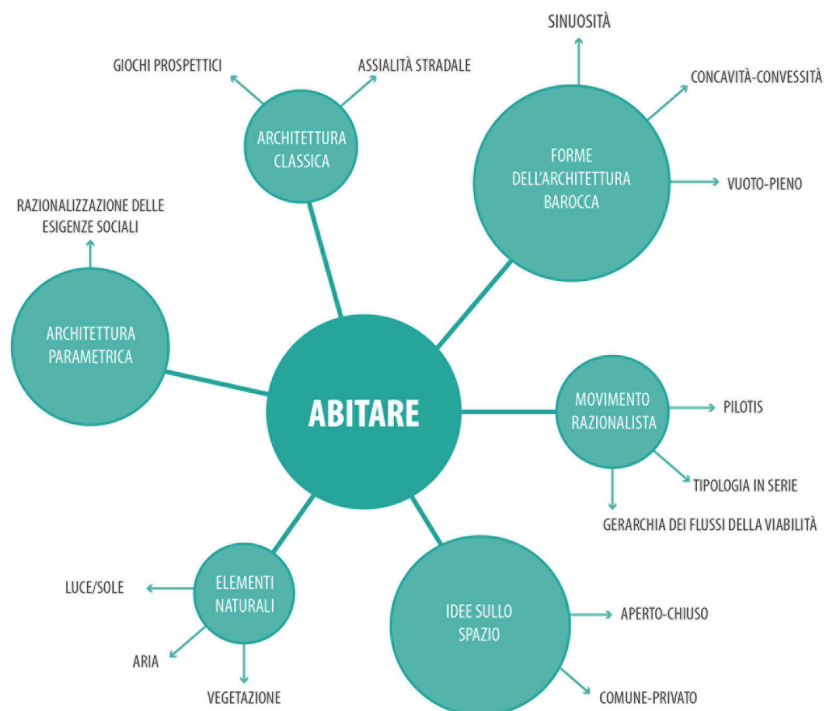 SINUOSITÀ
GIOCHI PROSPETTICI
ASSIALITÀ STRADALE
CONCAVITÀ-CONVESSITÀ
ARCHITETTURA
CLASSICA
FORME
DELL'ARCHITETTURA
BAROCCA
VUOTO-PIENO
RAZIONALIZZAZIONE DELLE
ESIGENZE SOCIALI
ARCHITETTURA
PARAMETRICA
ABITARE
MOVIMENTO
RAZIONALISTA
PILOTIS
TIPOLOGIA IN SERIE
GERARCHIA DEI FLUSSI DELLA VIABILITÀ
LUCE/SOLE
ELEMENTI
NATURALI
IDEE SULLO
SPAZIO
APERTO-CHIUSO
ARIA
VEGETAZIONE
COMUNE-PRIVATO